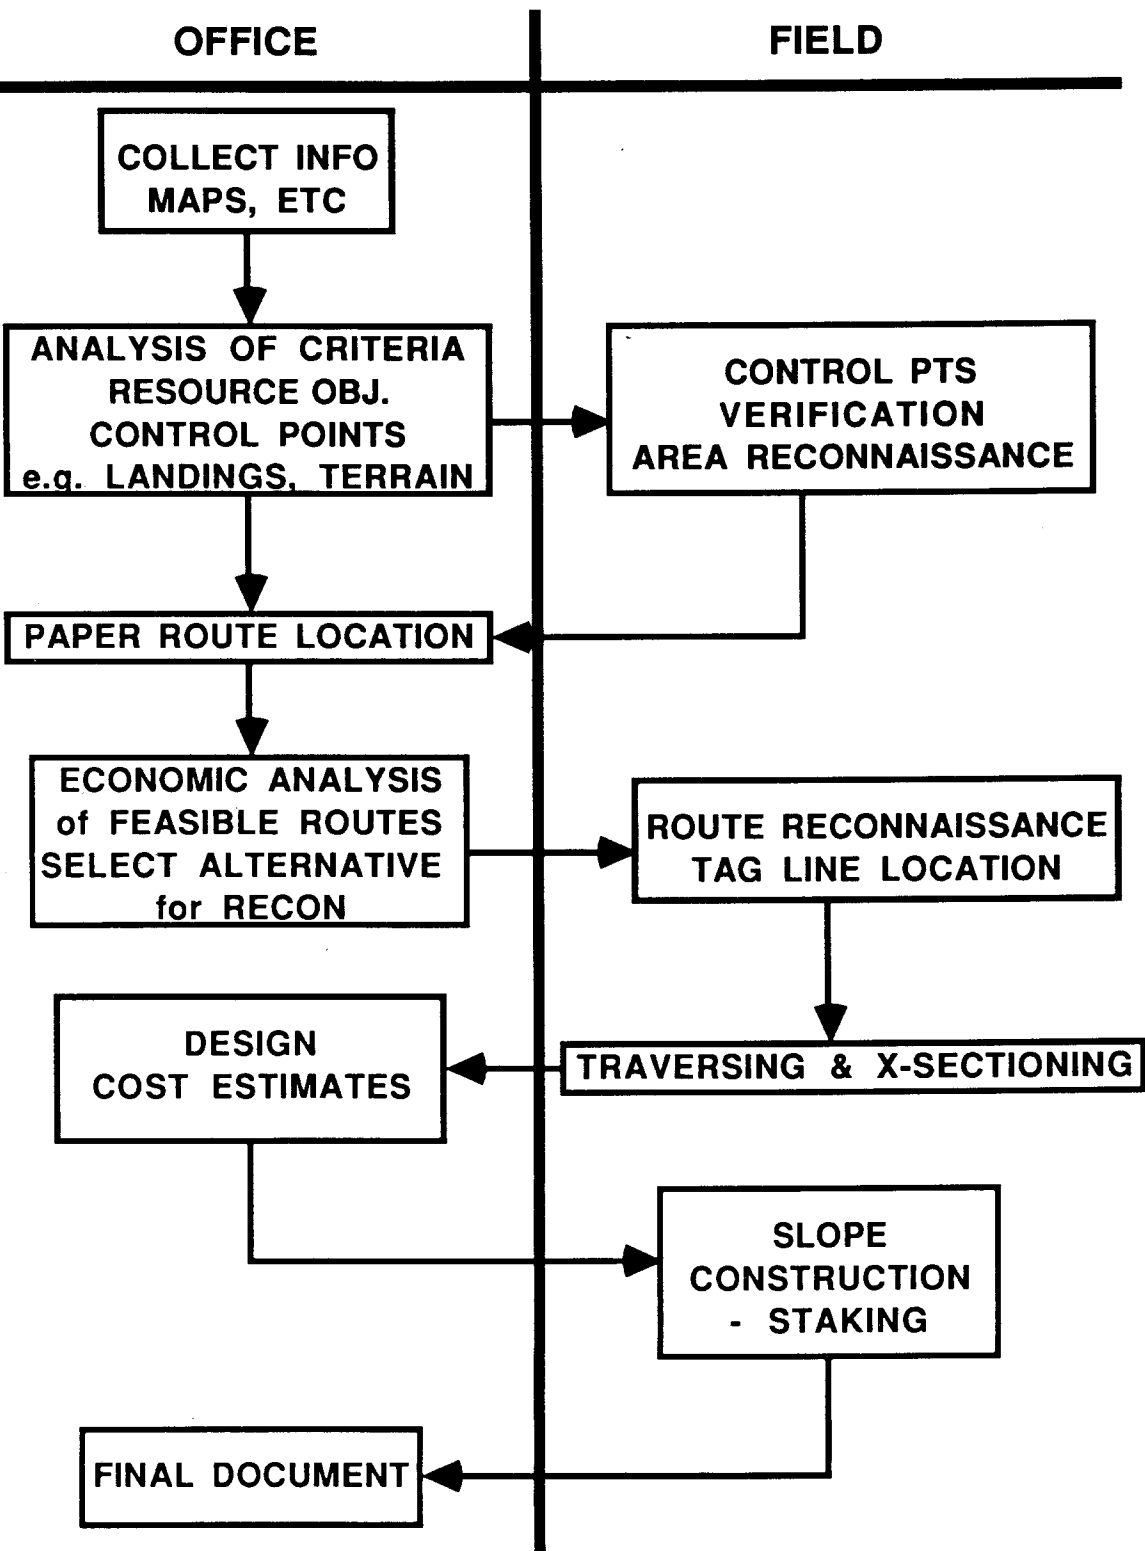 OFFICE
FIELD
COLLECT INFO
MAPS, ETC
ANALYSIS OF CRITERIA
RESOURCE OBJ.
CONTROL POINTS
e.g. LANDINGS, TERRAIN
CONTROL PTS
VERIFICATION
AREA RECONNAISSANCE
PAPER ROUTE LOCATION
ECONOMIC ANALYSIS
of FEASIBLE ROUTES
SELECT ALTERNATIVE
for RECON
ROUTE RECONNAISSANCE
TAG LINE LOCATION
TRAVERSING & X-SECTIONING
DESIGN
COST ESTIMATES
SLOPE
CONSTRUCTION
- STAKING
FINAL DOCUMENT